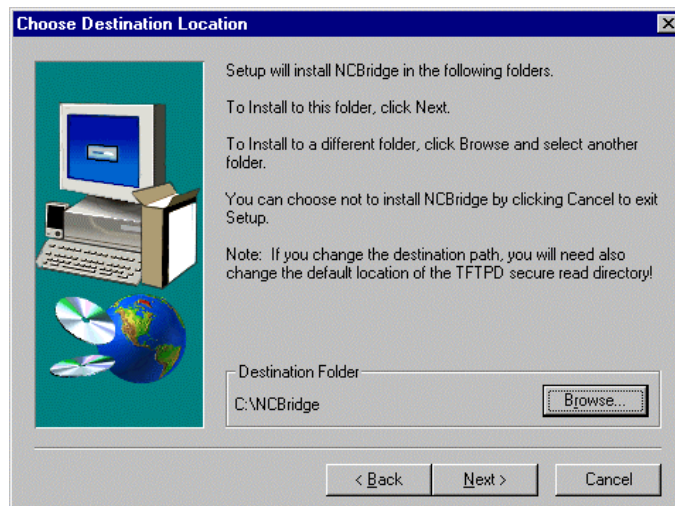 Choose Destination Location
Setup will install NCBridge in the following folders.
To Install to this folder, click Next.
To Install to a different folder, click Browse and select another
folder.
You can choose not to install NCBridge by clicking Cancel to exit
Setup.
Note: If you change the destination path, you will need also
change the default location of the TFTPD secure read directory!
Destination Folder
C:\NCBridge
Browse...
< Back
Next >
Cancel